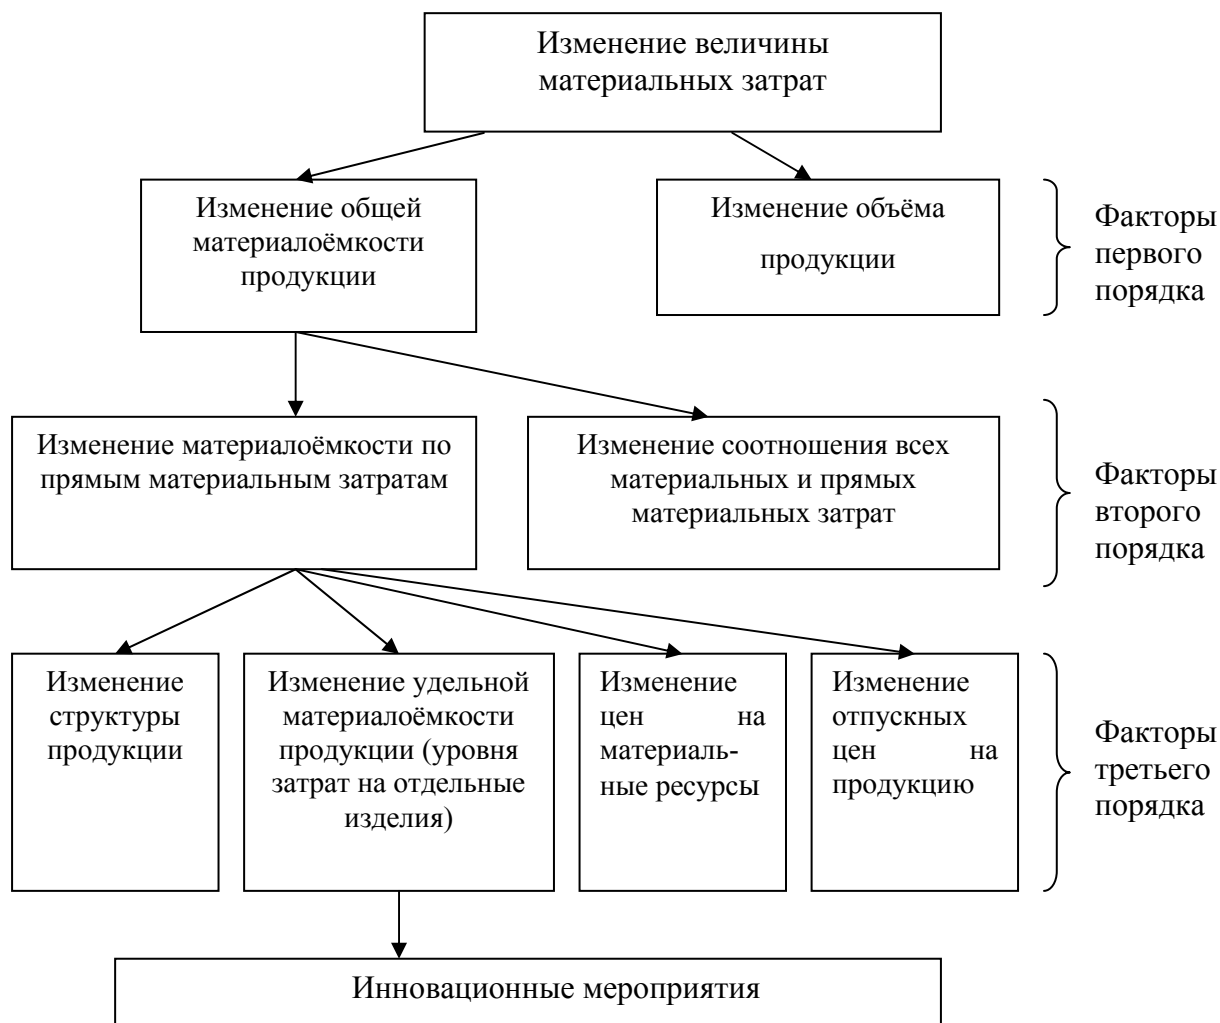 Изменение величины
материальных затрат
Изменение общей
материалоёмкости
продукции
Изменение объёма
продукции
Факторы
первого
порядка
Изменение материалоёмкости по
прямым материальным затратам
Изменение соотношения всех
материальных и прямых
материальных затрат
Факторы
второго
порядка
Изменение
структуры
продукции
Изменение удельной
материалоёмкости
продукции (уровня
затрат на отдельные
изделия)
Изменение
цен на
материаль-
ные ресурсы
Изменение
отпускных
цен на
продукцию
Факторы
третьего
порядка
Инновационные мероприятия